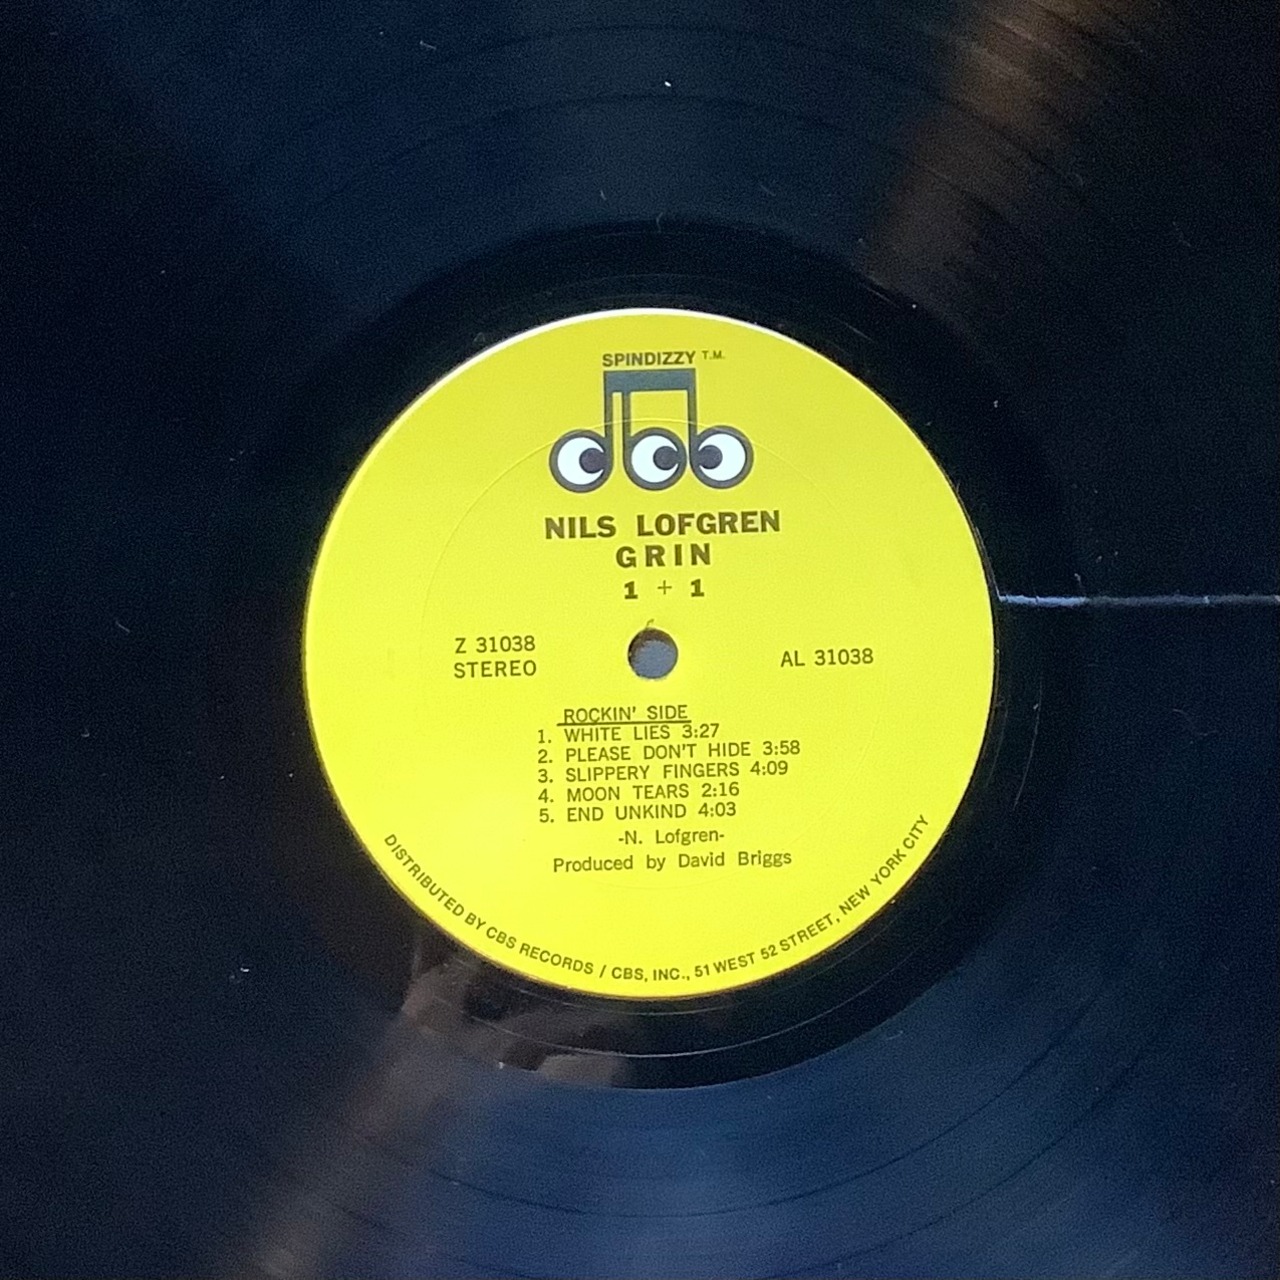 SPINDIZZY T.M.
NILS LOFGREN
GRIN
1 + 1
Z 31038
STEREO
AL 31038
ROCKIN' SIDE
1. WHITE LIES 3:27
2. PLEASE DON'T HIDE 3:58
3. SLIPPERY FINGERS 4:09
4. MOON TEARS 2:16
5. END UNKIND 4:03
-N. Lofgren-
Produced by David Briggs
DISTRIBUTED BY CBS RECORDS / CBS, INC., 51 WEST 52 STREET, NEW YORK CITY